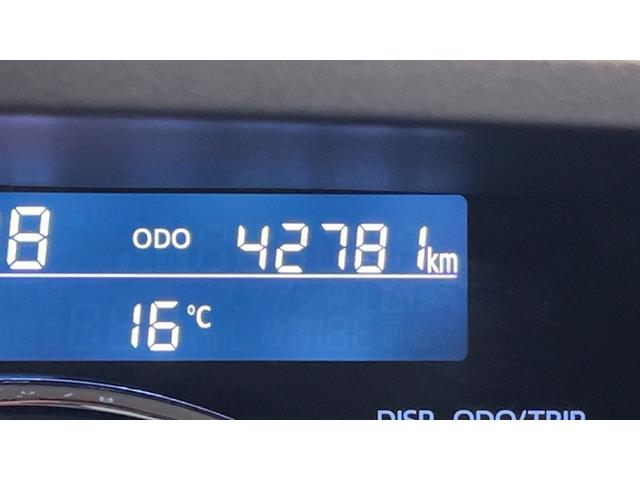 8 ODO 42781km
16℃
DISP ODO/TRIP